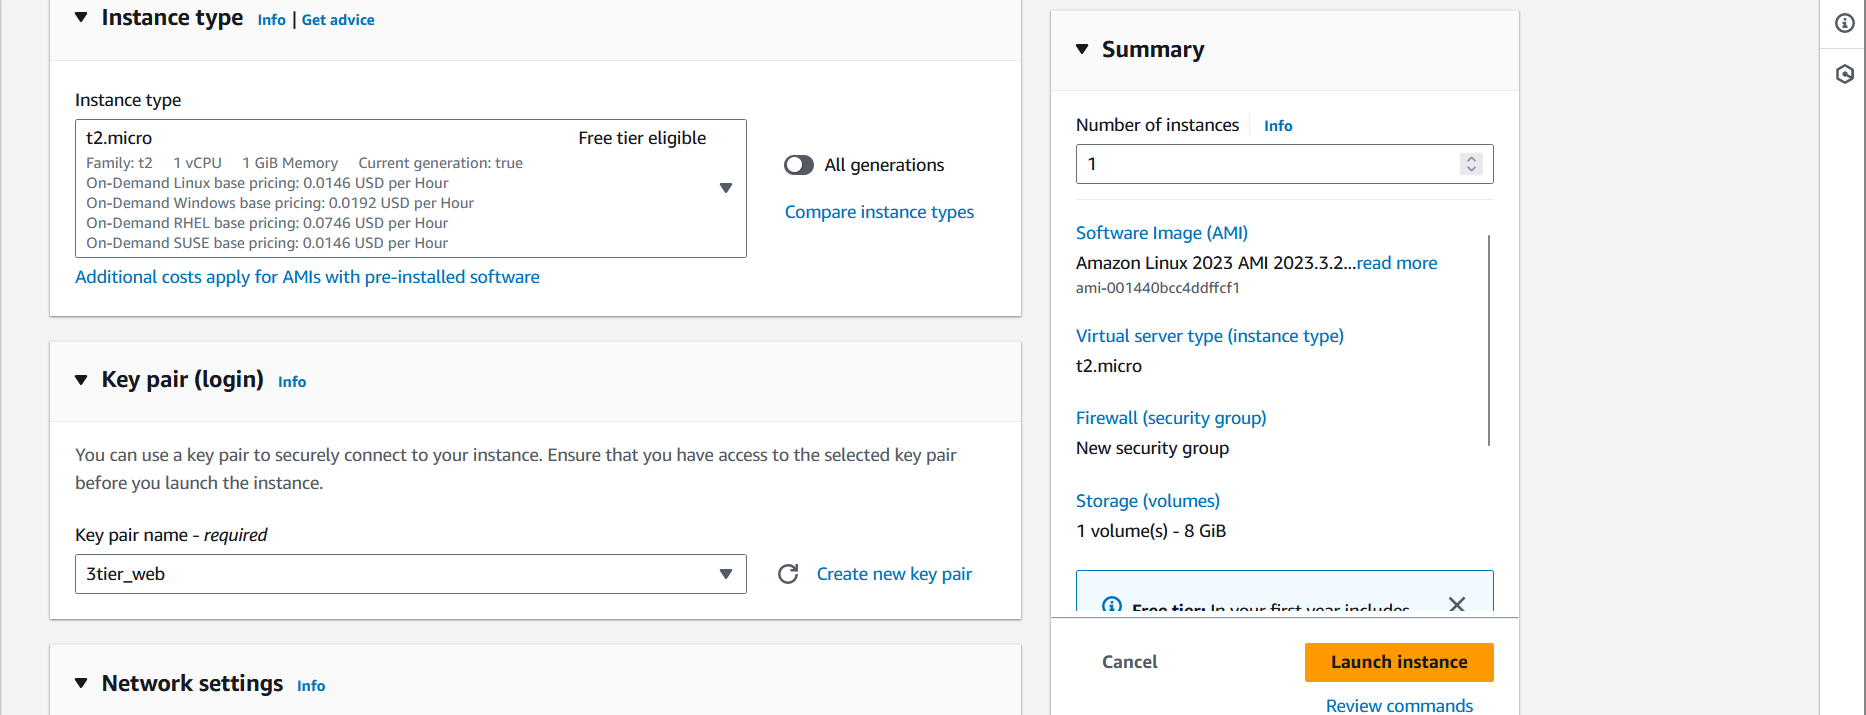 Instance type Info | Get advice
Instance type
t2.micro Free tier eligible
Family: t2 1 vCPU 1 GiB Memory Current generation: true
On-Demand Linux base pricing: 0.0146 USD per Hour
On-Demand Windows base pricing: 0.0192 USD per Hour
On-Demand RHEL base pricing: 0.0746 USD per Hour
On-Demand SUSE base pricing: 0.0146 USD per Hour
All generations
Compare instance types
Additional costs apply for AMIs with pre-installed software
Key pair (login) Info
You can use a key pair to securely connect to your instance. Ensure that you have access to the selected key pair
before you launch the instance.
Key pair name - required
3tier_web
Create new key pair
Network settings Info
Summary
Number of instances Info
1
Software Image (AMI)
Amazon Linux 2023 AMI 2023.3.2...read more
ami-001440bcc4ddffcf1
Virtual server type (instance type)
t2.micro
Firewall (security group)
New security group
Storage (volumes)
1 volume(s) - 8 GiB
Free tier: In your first year includes
Cancel
Launch instance
Review commands